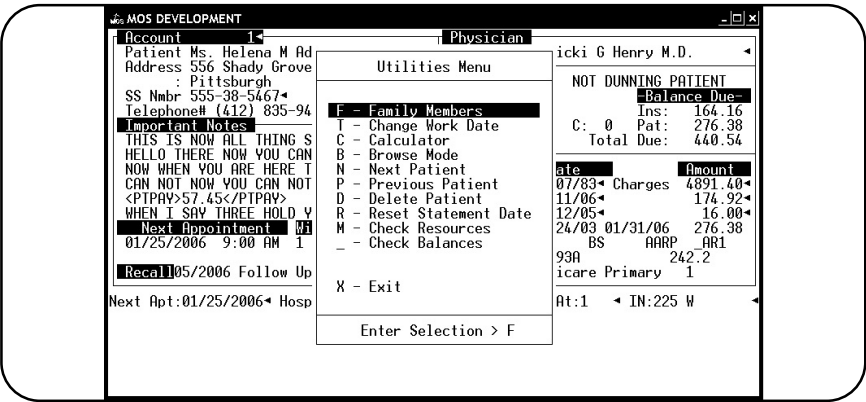 MOS DEVELOPMENT
Account 1
Physician
Patient Ms. Helena M Ad
icki G Henry M.D.
Address 556 Shady Grove
: Pittsburgh
SS Nmbr 555-38-5467
Telephone# (412) 835-94
NOT DUNNING PATIENT
-Balance Due-
Ins: 164.16
C: 0 Pat: 276.38
Total Due: 440.54
Important Notes
THIS IS NOW ALL THING S
HELLO THERE NOW YOU CAN
NOW WHEN YOU ARE HERE T
CAN NOT NOW YOU CAN NOT
<PTPAY>57.45</PTPAY>
WHEN I SAY THREE HOLD Y
ate Amount
07/83 Charges 4891.40
11/06 174.92
12/05 16.00
24/03 01/31/06 276.38
BS AARP _AR1
93A 242.2
icare Primary 1
Next Appointment Wi
01/25/2006 9:00 AM 1
Recall 05/2006 Follow Up
Next Apt:01/25/2006 Hosp
At:1 IN:225 W
Utilities Menu
F - Family Members
T - Change Work Date
C - Calculator
B - Browse Mode
N - Next Patient
P - Previous Patient
D - Delete Patient
R - Reset Statement Date
M - Check Resources
_ - Check Balances
X - Exit
Enter Selection > F